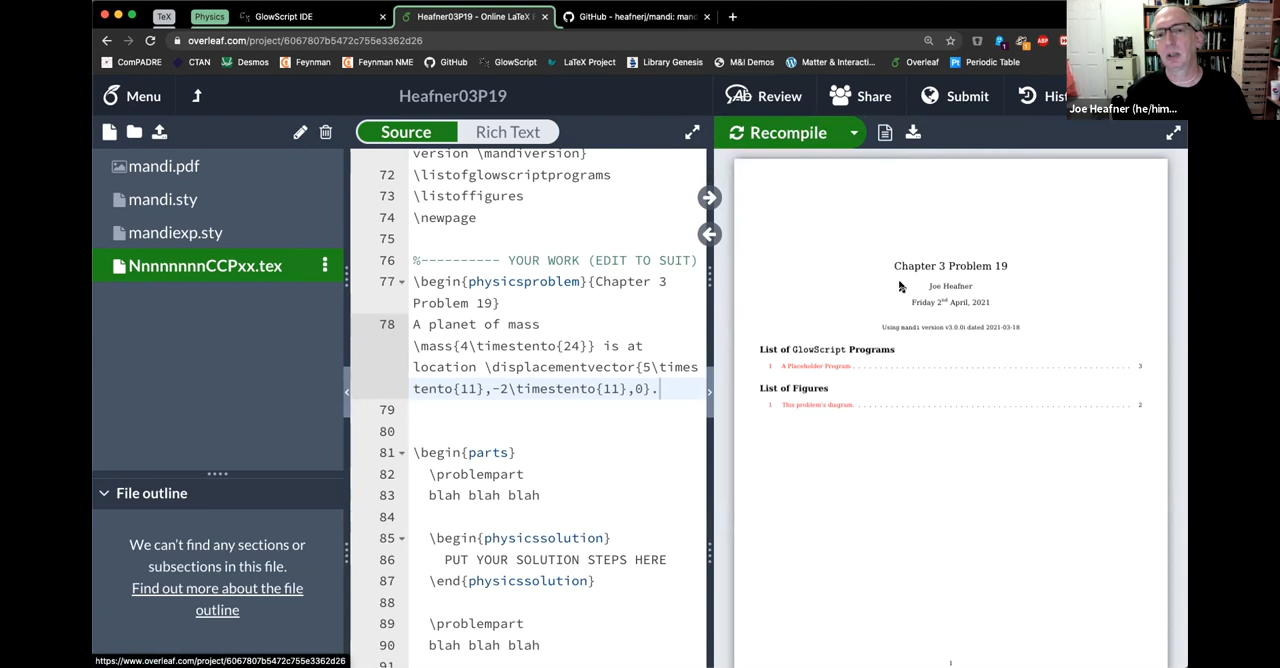 TeX Physics GlowScript IDE × Heafner03P19 - Online LaTeX E × GitHub - hefnerj/mandi: mand ×
overleaf.com/project/6067807b5472c755e3362d26
ABP
ComPADRE CTAN Desmos Feynman Feynman NME GitHub GlowScript LaTeX Project Library Genesis M&I Demos Matter & Interacti... Overleaf Periodic Table
Joe Heafner (he/him...
Menu Heafner03P19 Review Share Submit Hist
Source Rich Text Recompile
mandi.pdf
mandi.sty
mandiexp.sty
NnnnnnnnCCPxx.tex
File outline
We can't find any sections or
subsections in this file.
Find out more about the file
outline
https://www.overleaf.com/project/6067807b5472c755e3362d26
version \mandiversion}
72 \listofglowscriptprograms
73 \listoffigures
74 \newpage
75
76 %---------- YOUR WORK (EDIT TO SUIT)
77 \begin{physicsproblem}{Chapter 3
Problem 19}
78 A planet of mass
\mass{4\timestento{24}} is at
location \displacementvector{5\times
tento{11},-2\timestento{11},0}.
79
80
81 \begin{parts}
82 \problempart
83 blah blah blah
84
85 \begin{physicssolution}
86 PUT YOUR SOLUTION STEPS HERE
87 \end{physicssolution}
88
89 \problempart
90 blah blah blah
91
Chapter 3 Problem 19
Joe Heafner
Friday 2nd April, 2021
Using mandi version v3.0.0i dated 2021-03-18
List of GlowScript Programs
1 A Placeholder Program 3
List of Figures
1 This problem's diagram. 2
1